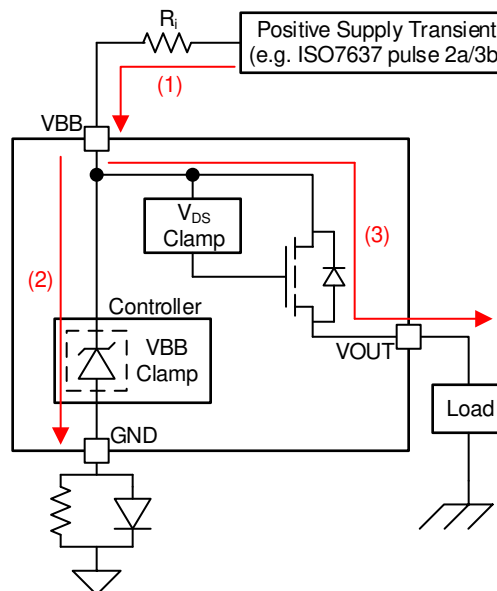 Ri
Positive Supply Transient
(e.g. ISO7637 pulse 2a/3b
(1)
VBB
VDS
Clamp
(3)
(2)
Controller
VBB
Clamp
VOUT
GND
Load